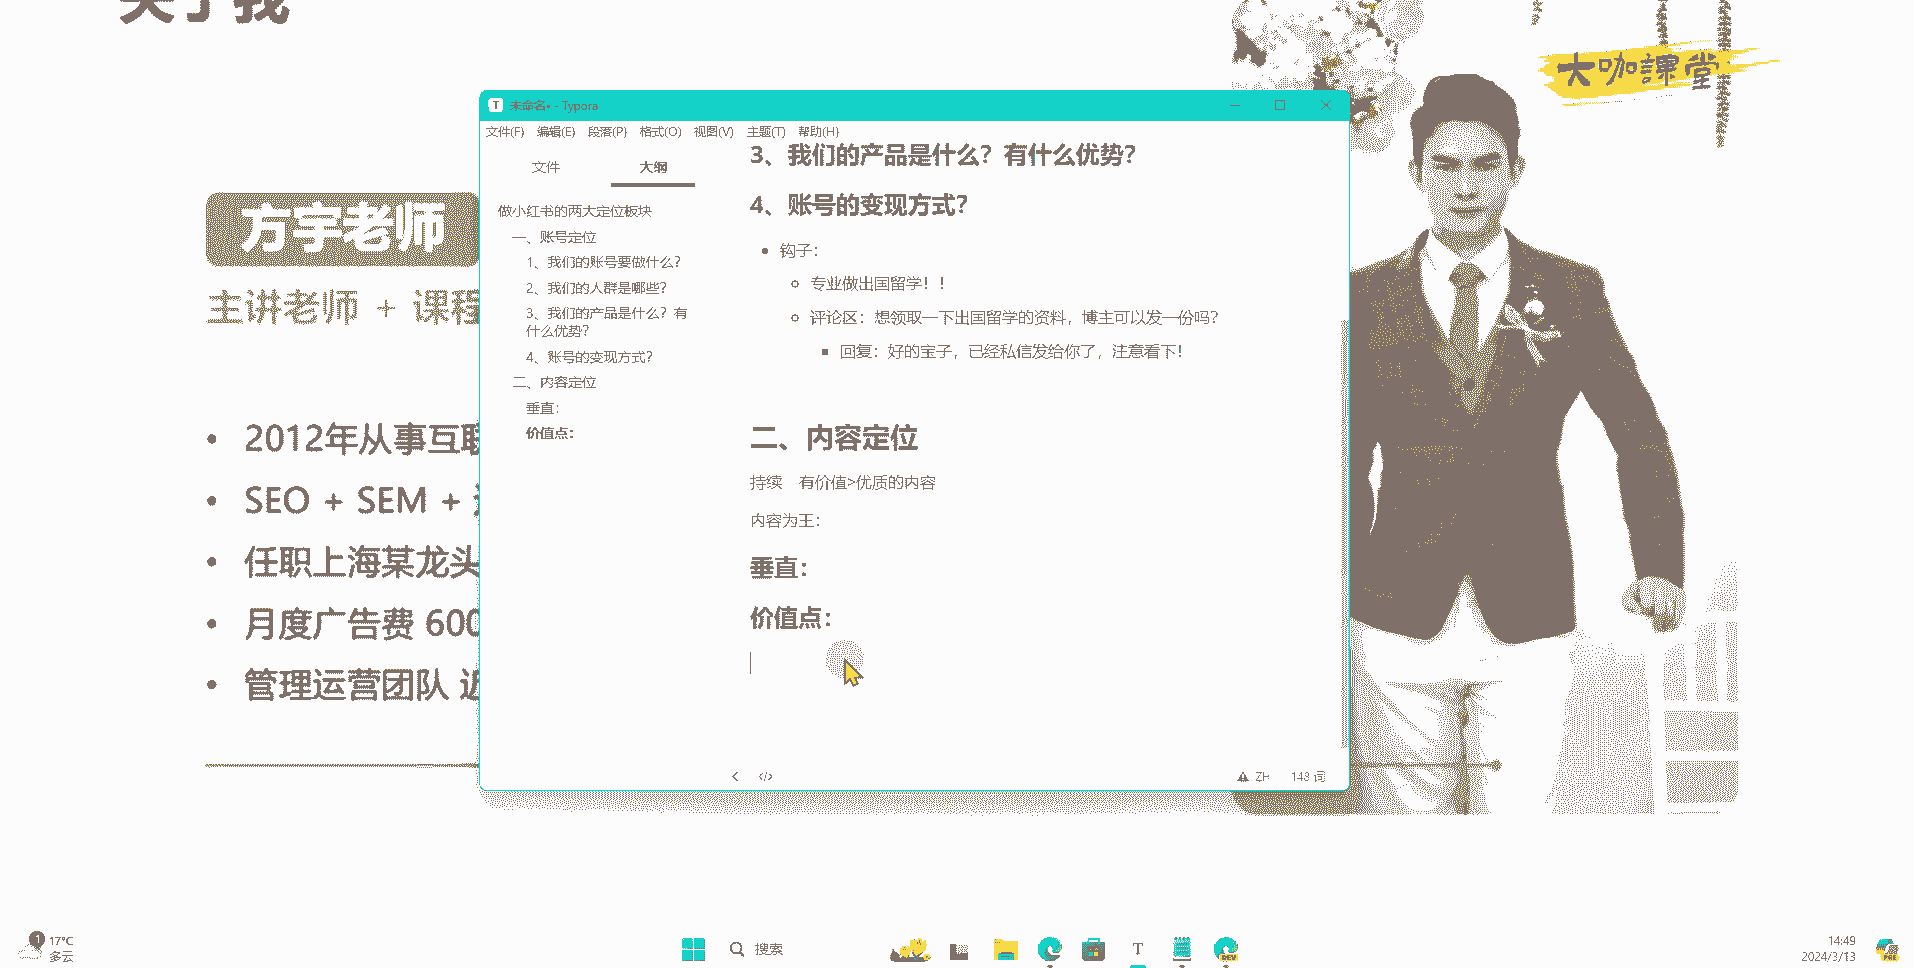 关于我
大咖課堂
方宇老师
主讲老师 + 课程
2012年从事互联
SEO + SEM +
任职上海某龙头
月度广告费 600
管理运营团队 近
未命名• - Typora
文件(F) 编辑(E) 段落(P) 格式(O) 视图(V) 主题(T) 帮助(H)
文件 大纲
做小红书的两大定位板块
一、账号定位
1、我们的账号要做什么？
2、我们的人群是哪些？
3、我们的产品是什么？有
什么优势？
4、账号的变现方式？
二、内容定位
垂直：
价值点：
3、我们的产品是什么？有什么优势？
4、账号的变现方式？
钩子：
专业做出国留学！！
评论区：想领取一下出国留学的资料，博主可以发一份吗？
回复：好的宝子，已经私信发给你了，注意看下！
二、内容定位
持续 有价值>优质的内容
内容为王：
垂直：
价值点：
</> ZH 143 词
1 17°C
多云
搜索
DEV
14:49
2024/3/13
PRE